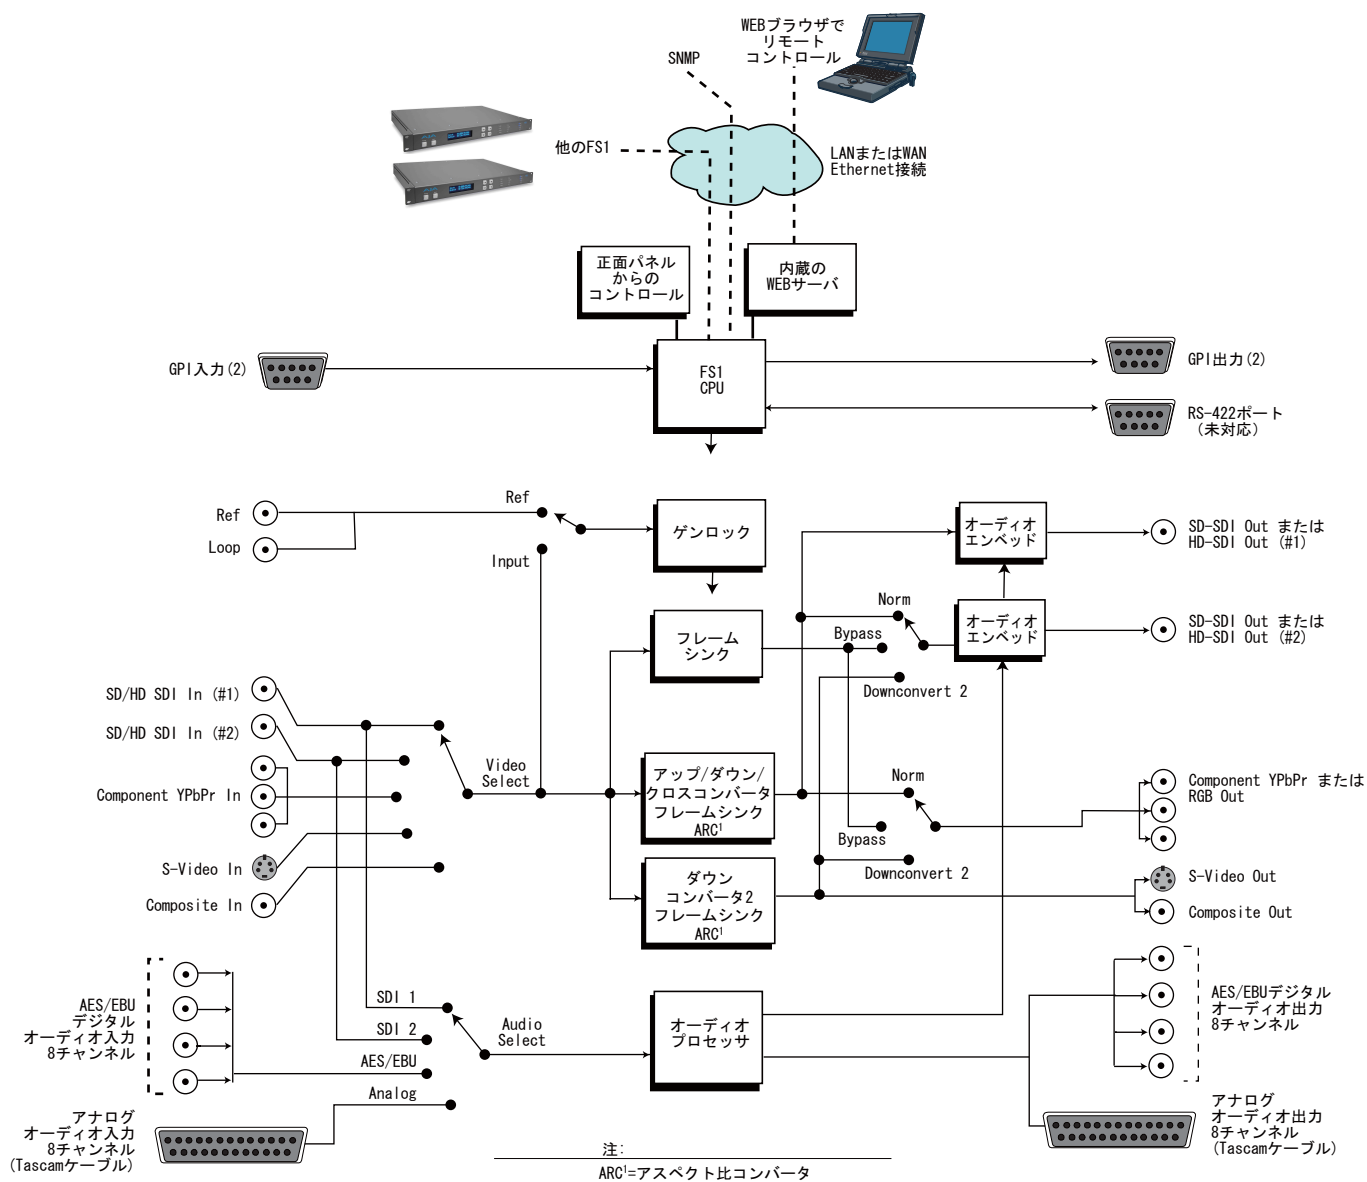 WEBブラウザで
リモート
コントロール
SNMP
他のFS1
LANまたはWAN
Ethernet接続
正面パネル
からの
コントロール
内蔵の
WEBサーバ
GPI入力(2)
FS1
CPU
GPI出力(2)
RS-422ポート
(未対応)
Ref
Ref
Loop
Input
ゲンロック
オーディオ
エンベッド
SD-SDI Out または
HD-SDI Out (#1)
Norm
オーディオ
エンベッド
SD-SDI Out または
HD-SDI Out (#2)
フレーム
シンク
Bypass
Downconvert 2
SD/HD SDI In (#1)
SD/HD SDI In (#2)
Component YPbPr In
S-Video In
Composite In
Video
Select
アップ/ダウン/
クロスコンバータ
フレームシンク
ARC1
Norm
Bypass
Downconvert 2
Component YPbPr または
RGB Out
ダウン
コンバータ2
フレームシンク
ARC1
S-Video Out
Composite Out
AES/EBU
デジタル
オーディオ入力
8チャンネル
SDI 1
SDI 2
AES/EBU
Analog
Audio
Select
オーディオ
プロセッサ
AES/EBUデジタル
オーディオ出力
8チャンネル
アナログ
オーディオ入力
8チャンネル
(Tascamケーブル)
アナログ
オーディオ出力
8チャンネル
(Tascamケーブル)
注:
ARC1=アスペクト比コンバータ